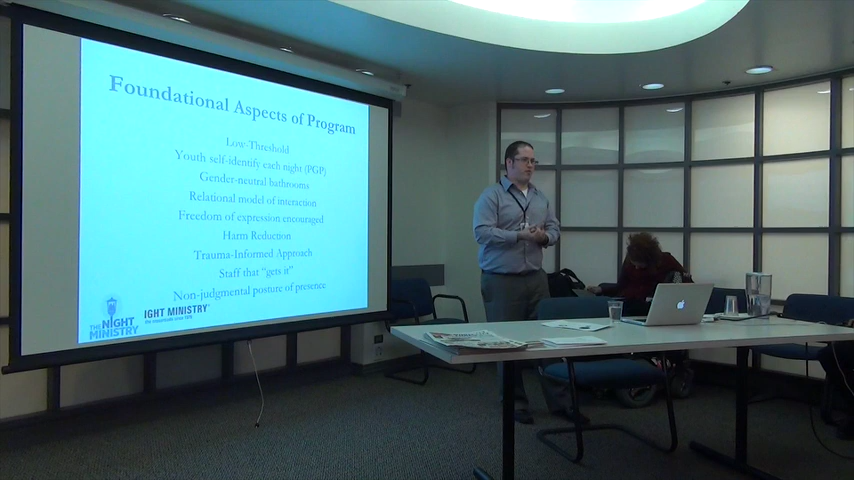 Foundational Aspects of Program
Low-Threshold
Youth self-identify each night (PGP)
Gender-neutral bathrooms
Relational model of interaction
Freedom of expression encouraged
Harm Reduction
Trauma-Informed Approach
Staff that "gets it"
Non-judgmental posture of presence
THE NIGHT MINISTRY
IGHT MINISTRY